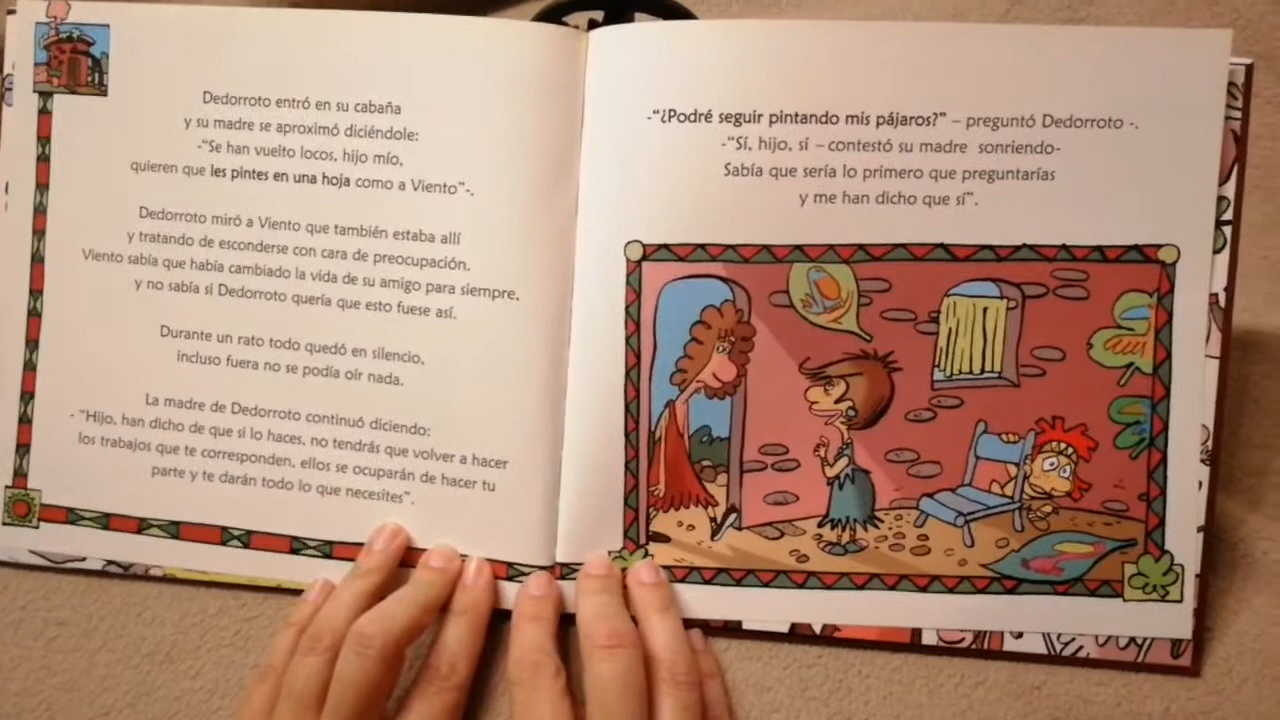 Dedorroto entró en su cabaña
y su madre se aproximó diciéndole:
-"Se han vuelto locos, hijo mío,
quieren que les pintes en una hoja como a Viento"-.
Dedorroto miró a Viento que también estaba allí
y tratando de esconderse con cara de preocupación.
Viento sabía que había cambiado la vida de su amigo para siempre,
y no sabía si Dedorroto quería que esto fuese así.
Durante un rato todo quedó en silencio,
incluso fuera no se podía oír nada.
La madre de Dedorroto continuó diciendo:
- "Hijo, han dicho de que si lo haces, no tendrás que volver a hacer
los trabajos que te corresponden, ellos se ocuparán de hacer tu
parte y te darán todo lo que necesites".
-"¿Podré seguir pintando mis pájaros?" – preguntó Dedorroto -.
-"Sí, hijo, sí – contestó su madre sonriendo-
Sabía que sería lo primero que preguntarías
y me han dicho que sí".